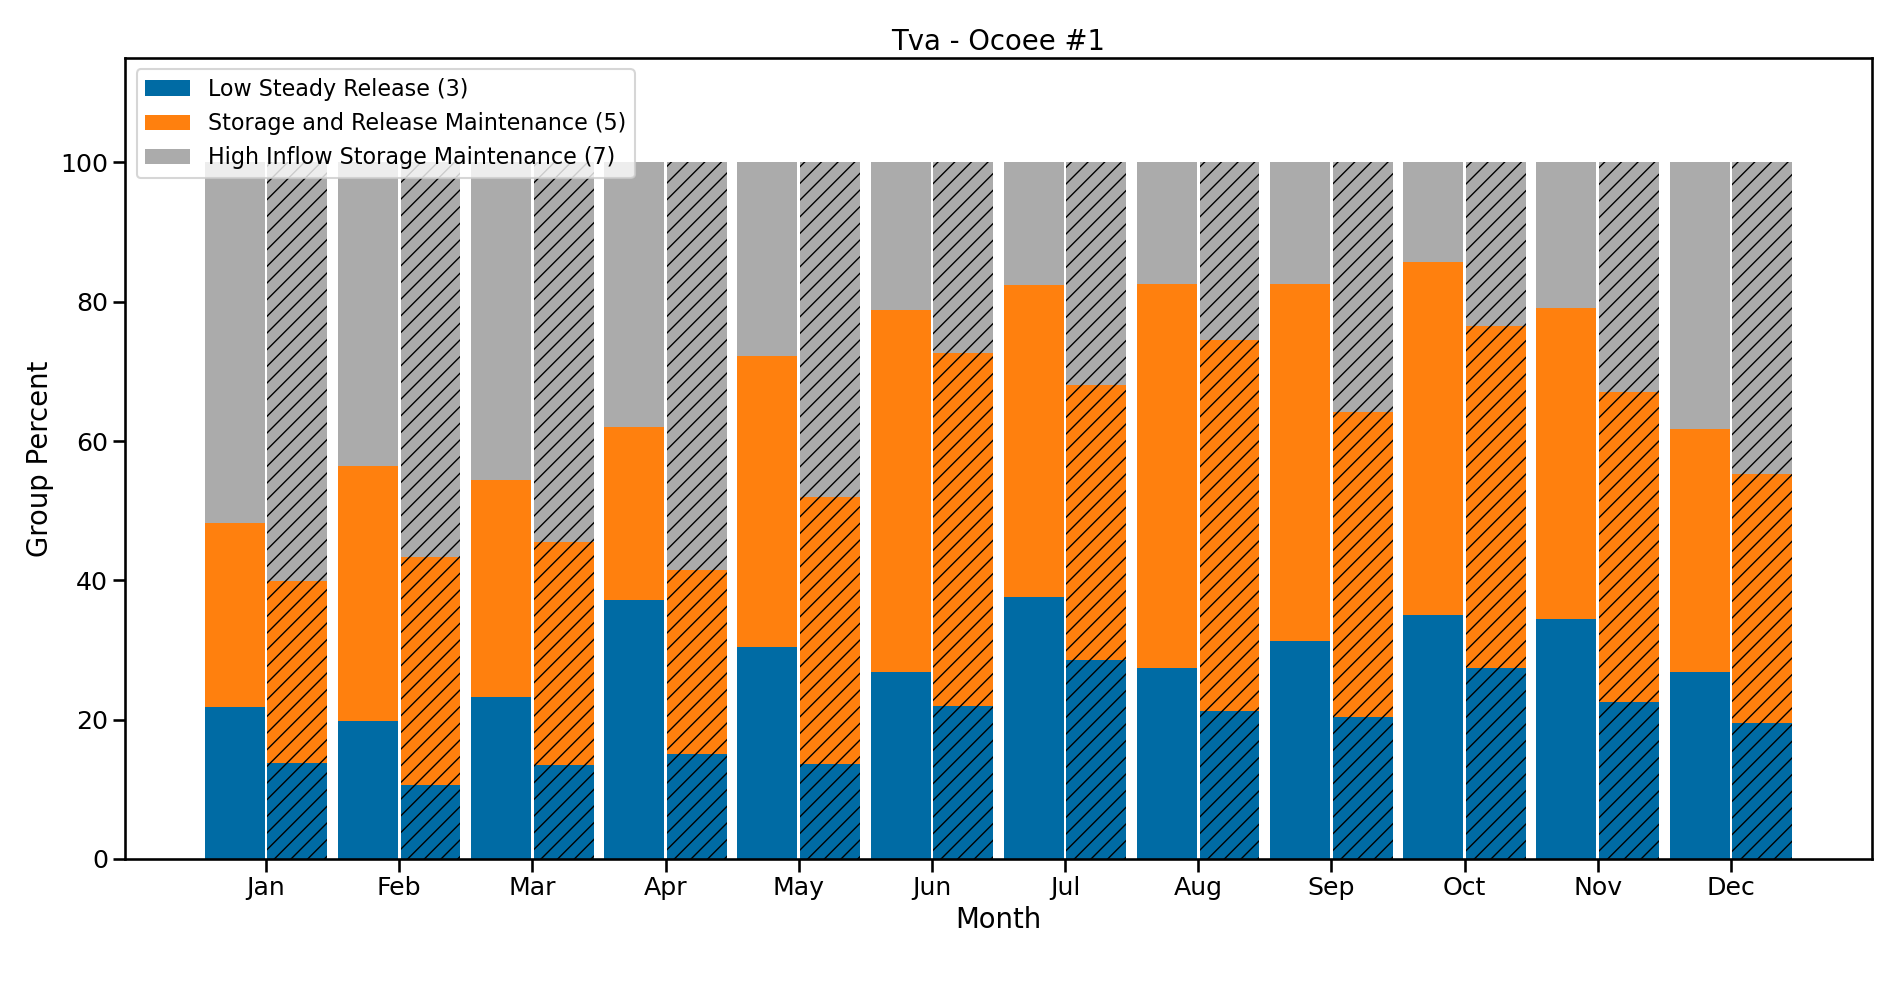 Tva - Ocoee #1
Low Steady Release (3)
Storage and Release Maintenance (5)
High Inflow Storage Maintenance (7)
Group Percent
100
80
60
40
20
0
Jan Feb Mar Apr May Jun Jul Aug Sep Oct Nov Dec
Month